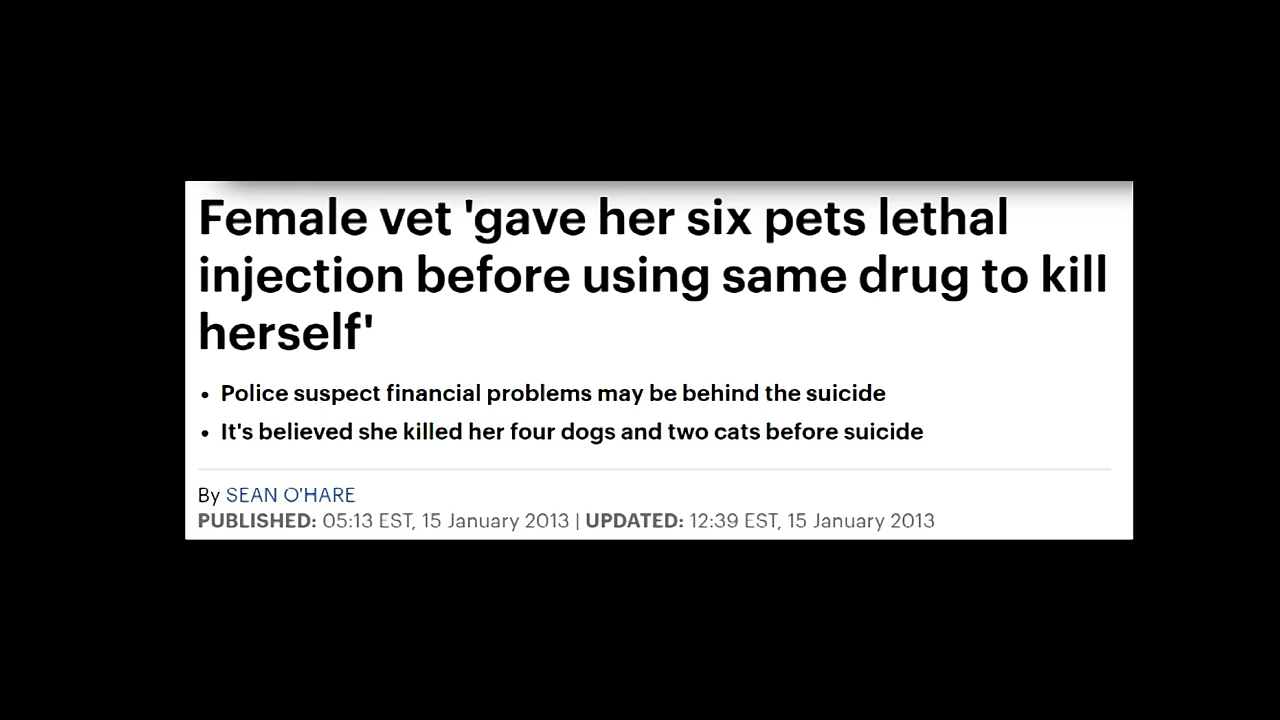 Female vet 'gave her six pets lethal
injection before using same drug to kill
herself'
• Police suspect financial problems may be behind the suicide
• It's believed she killed her four dogs and two cats before suicide
By SEAN O'HARE
PUBLISHED: 05:13 EST, 15 January 2013 | UPDATED: 12:39 EST, 15 January 2013